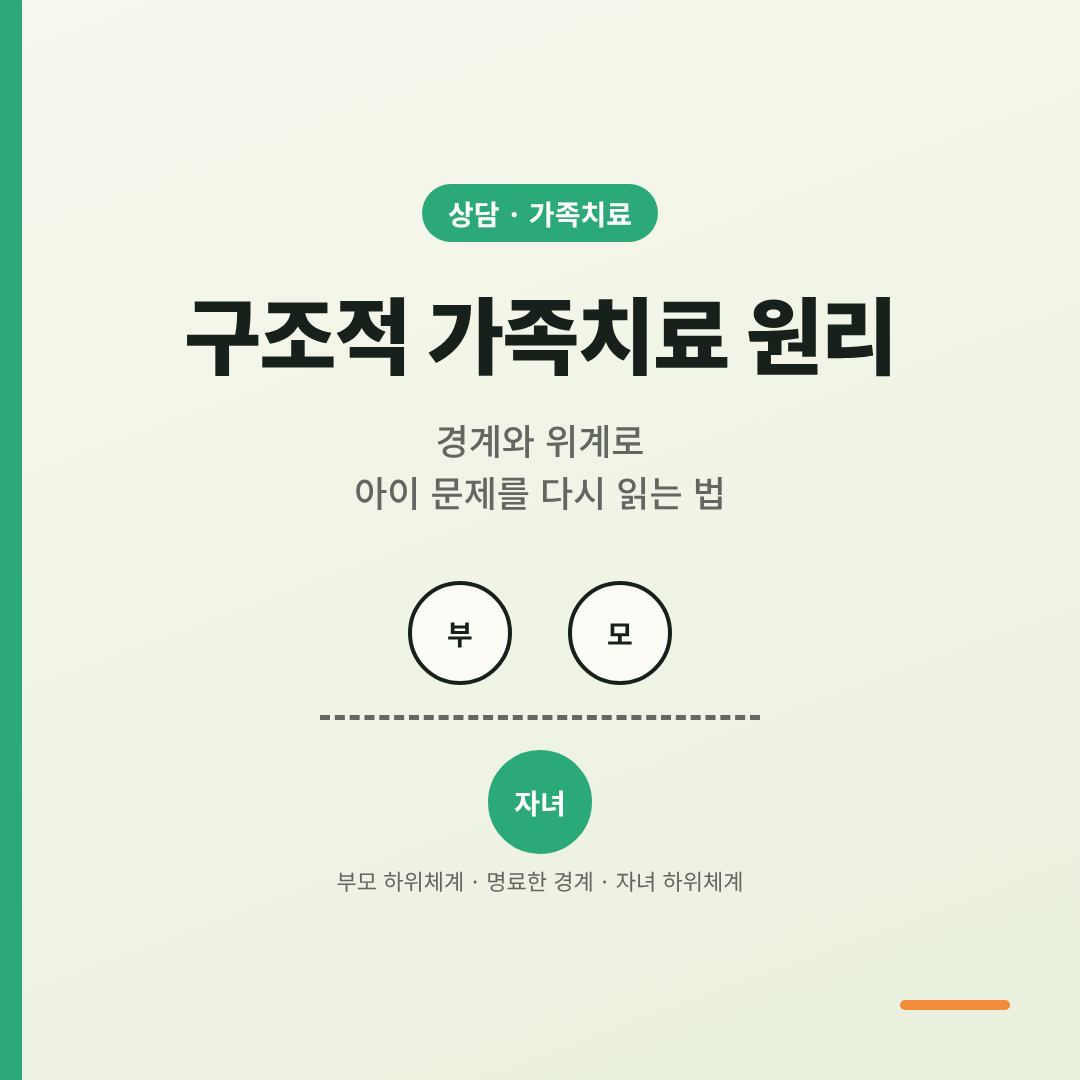 상담 · 가족치료
구조적 가족치료 원리
경계와 위계로
아이 문제를 다시 읽는 법
부 모
자녀
부모 하위체계 · 명료한 경계 · 자녀 하위체계